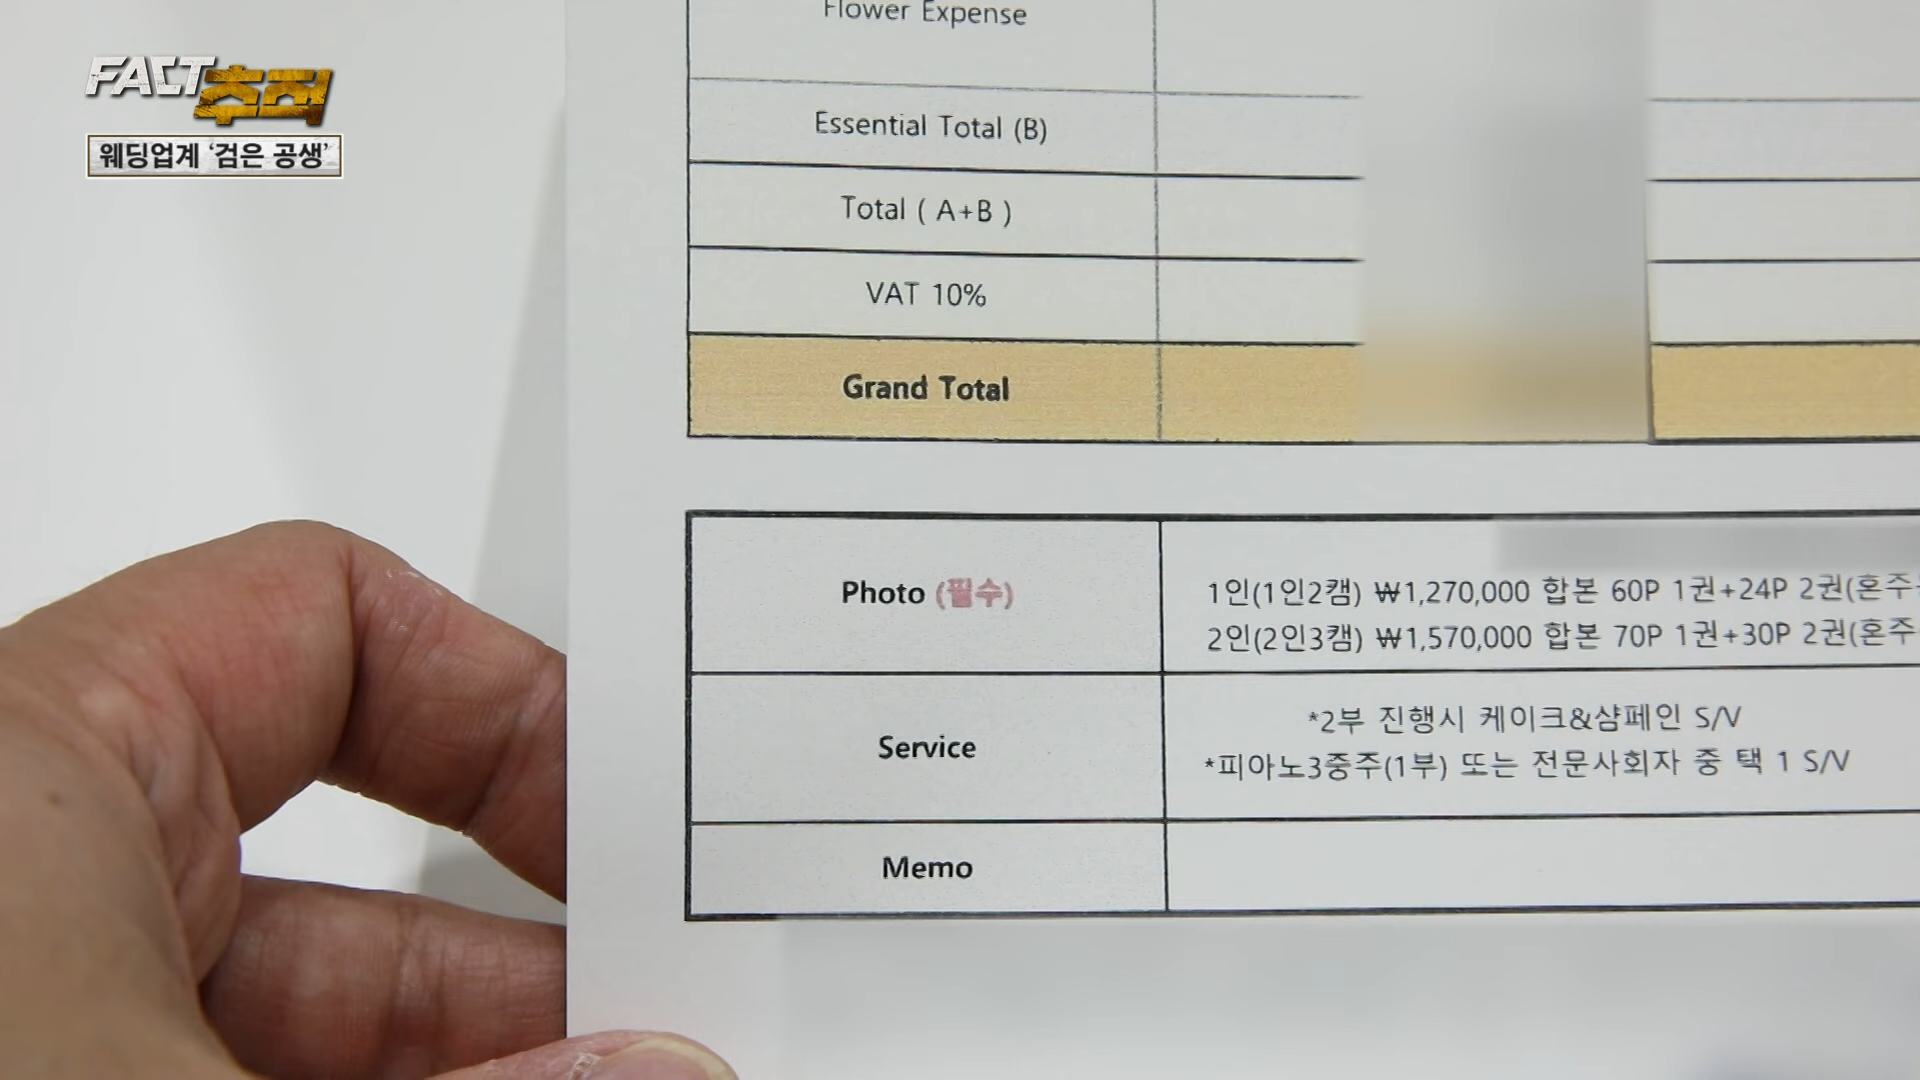 FACT추적
웨딩업계 ‘검은 공생’
Flower Expense
Essential Total (B)
Total ( A+B )
VAT 10%
Grand Total
Photo (필수)
1인(1인2캠) ₩1,270,000 합본 60P 1권+24P 2권(혼주
2인(2인3캠) ₩1,570,000 합본 70P 1권+30P 2권(혼주
Service
*2부 진행시 케이크&샴페인 S/V
*피아노3중주(1부) 또는 전문사회자 중 택 1 S/V
Memo